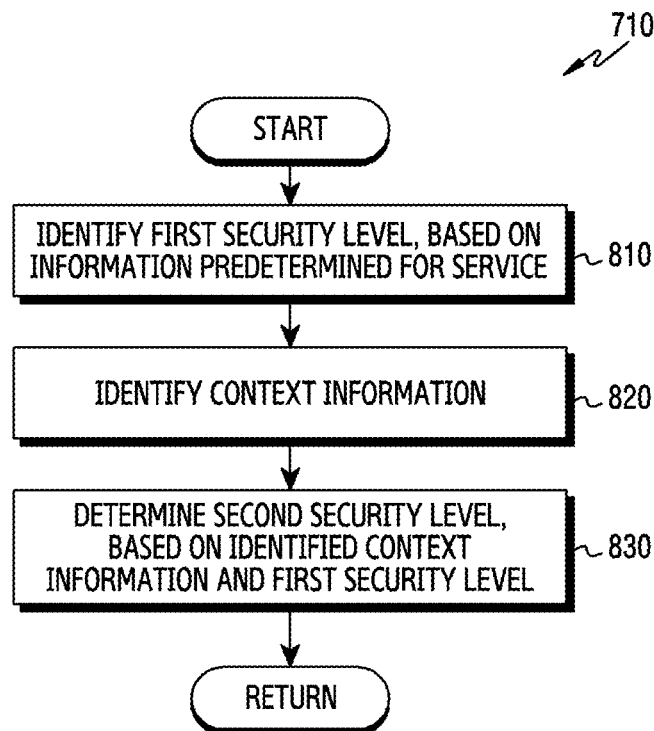 710
START
IDENTIFY FIRST SECURITY LEVEL, BASED ON
INFORMATION PREDETERMINED FOR SERVICE
810
IDENTIFY CONTEXT INFORMATION
820
DETERMINE SECOND SECURITY LEVEL,
BASED ON IDENTIFIED CONTEXT
INFORMATION AND FIRST SECURITY LEVEL
830
RETURN